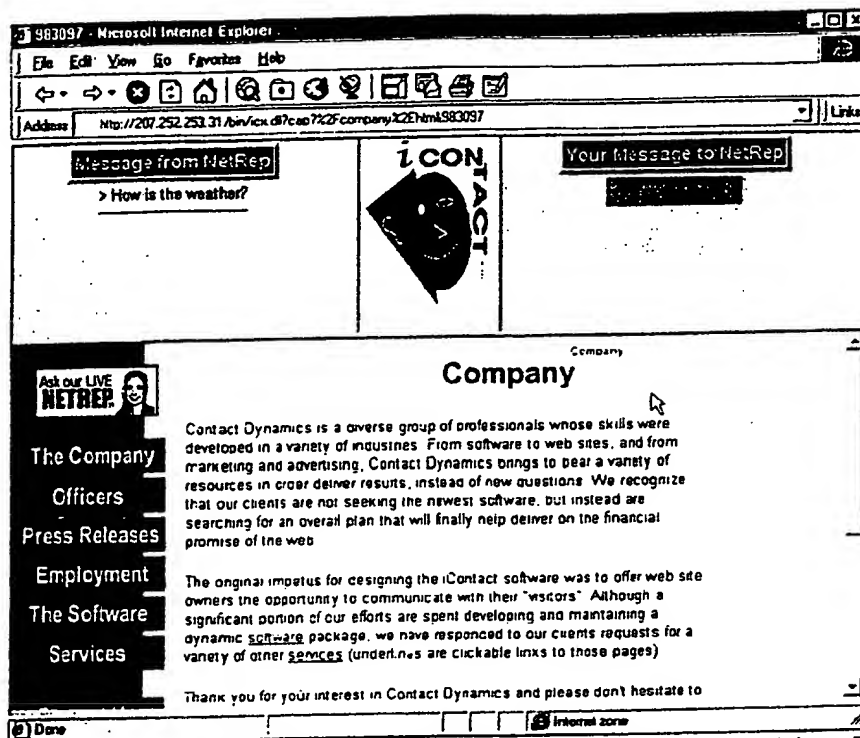 983097 - Microsoft Internet Explorer
File Edit View Go Favorites Help
Address http://207.252.253.31/bin/icx.dll?cap?%2Fcompany%2Ehtml&983097 Links
Message from NetRep
> How is the weather?
i CONTACT...
Your Message to NetRep
Ask our LIVE
NETREP.
The Company
Officers
Press Releases
Employment
The Software
Services
Company
Company
Contact Dynamics is a diverse group of professionals whose skills were
developed in a variety of industries. From software to web sites, and from
marketing and advertising, Contact Dynamics brings to bear a variety of
resources in order deliver results, instead of new questions. We recognize
that our clients are not seeking the newest software, but instead are
searching for an overall plan that will finally help deliver on the financial
promise of the web
The original impetus for designing the iContact software was to offer web site
owners the opportunity to communicate with their "visitors" Although a
significant portion of our efforts are spent developing and maintaining a
dynamic software package, we have responded to our clients requests for a
variety of other services (underlines are clickable links to those pages)
Thank you for your interest in Contact Dynamics and please don't hesitate to
Done
Internet zone